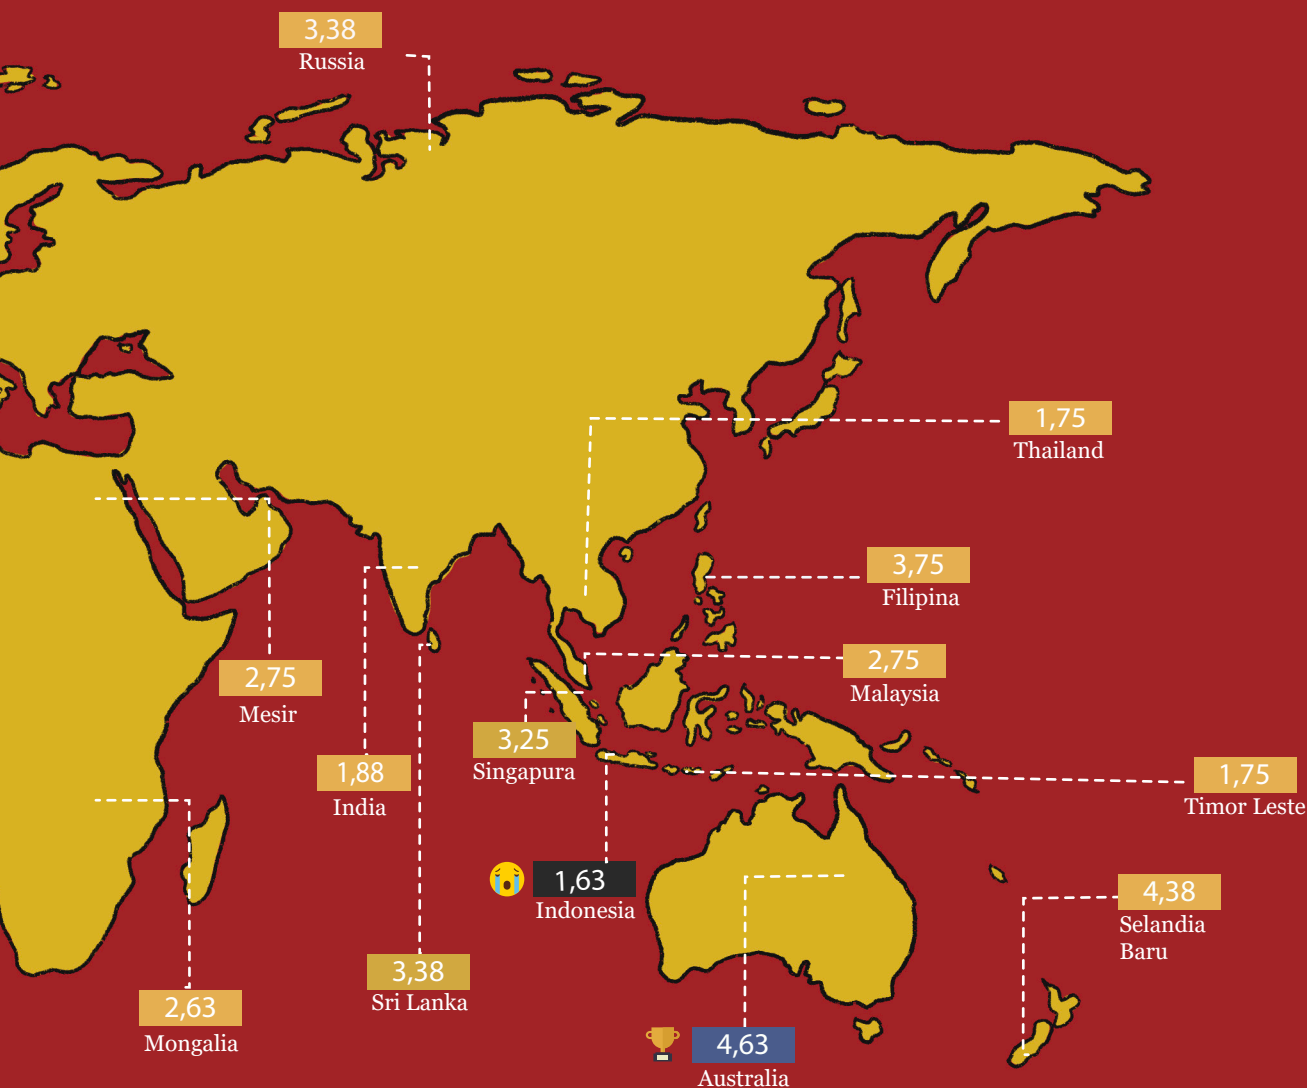 3,38
Russia
1,75
Thailand
3,75
Filipina
2,75
Malaysia
2,75
Mesir
3,25
Singapura
1,88
India
1,75
Timor Leste
1,63
Indonesia
4,38
Selandia
Baru
3,38
Sri Lanka
2,63
Mongalia
4,63
Australia